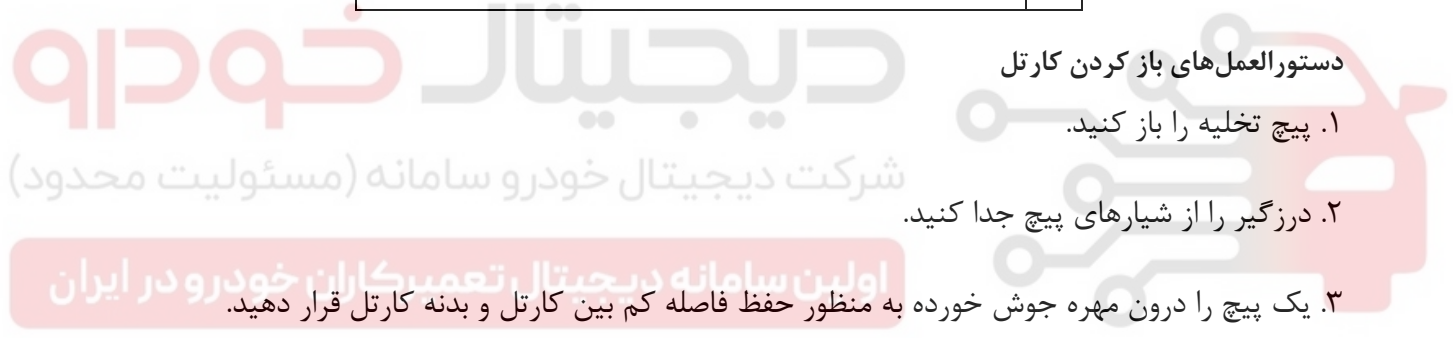 دیجیتال خودرو
دستورالعمل‌های باز کردن کارتل
۱. پیچ تخلیه را باز کنید.
شرکت دیجیتال خودرو سامانه (مسئولیت محدود)
۲. درزگیر را از شیارهای پیچ جدا کنید.
اولین سامانه دیجیتال تعمیرکاران خودرو در ایران
۳. یک پیچ را درون مهره جوش خورده به منظور حفظ فاصله کم بین کارتل و بدنه کارتل قرار دهید.